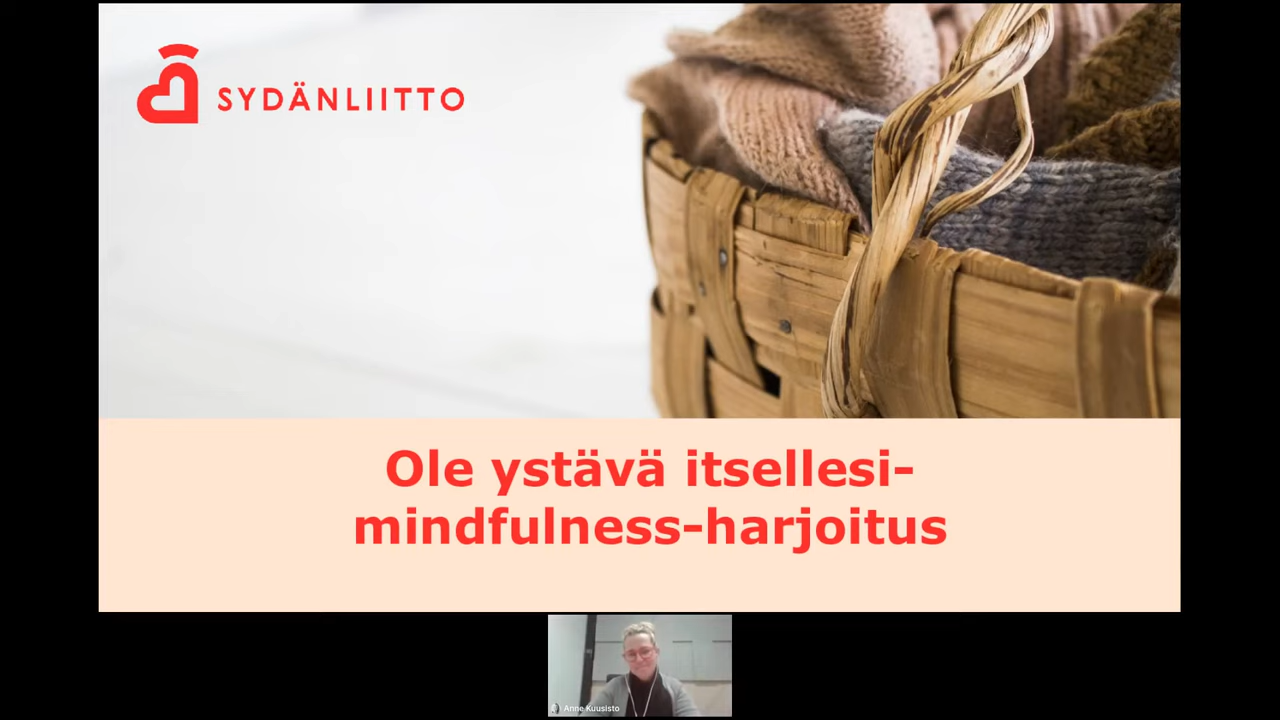 SYDÄNLIITTO
Ole ystävä itsellesi-
mindfulness-harjoitus
Anne Kuusisto